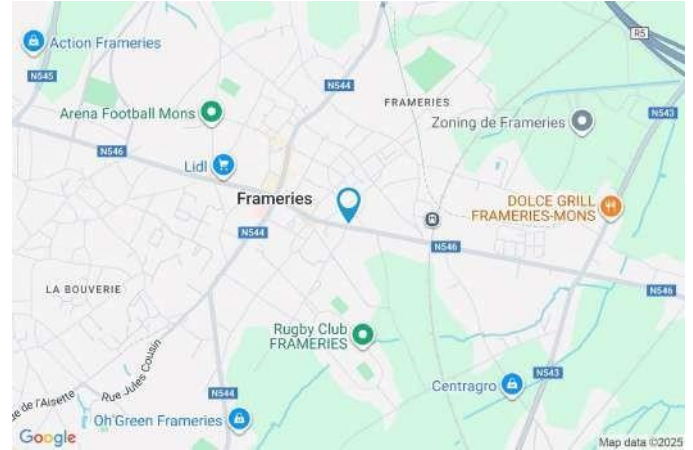 Action Frameries
R5
N545
N544
FRAMERIES
Arena Football Mons
Zoning de Frameries
N543
N546
Lidl
Frameries
DOLCE GRILL
FRAMERIES-MONS
N544
N546
LA BOUVERIE
N546
Rugby Club
FRAMERIES
Rue Jules Cousin
Centragro
N543
N544
de l'Aisette
Oh'Green Frameries
Google
Map data ©2025